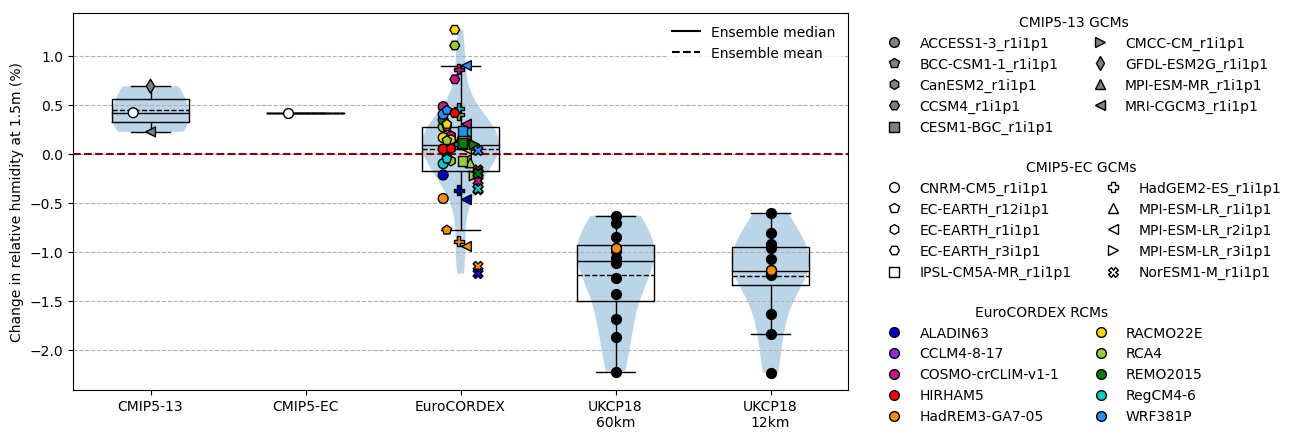 Change in relative humidity at 1.5m (%)
1.0
0.5
0.0
−0.5
−1.0
−1.5
−2.0
CMIP5-13
CMIP5-EC
EuroCORDEX
UKCP18
60km
UKCP18
12km
Ensemble median
Ensemble mean
CMIP5-13 GCMs
ACCESS1-3_r1i1p1
BCC-CSM1-1_r1i1p1
CanESM2_r1i1p1
CCSM4_r1i1p1
CESM1-BGC_r1i1p1
CMCC-CM_r1i1p1
GFDL-ESM2G_r1i1p1
MPI-ESM-MR_r1i1p1
MRI-CGCM3_r1i1p1
CMIP5-EC GCMs
CNRM-CM5_r1i1p1
EC-EARTH_r12i1p1
EC-EARTH_r1i1p1
EC-EARTH_r3i1p1
IPSL-CM5A-MR_r1i1p1
HadGEM2-ES_r1i1p1
MPI-ESM-LR_r1i1p1
MPI-ESM-LR_r2i1p1
MPI-ESM-LR_r3i1p1
NorESM1-M_r1i1p1
EuroCORDEX RCMs
ALADIN63
CCLM4-8-17
COSMO-crCLIM-v1-1
HIRHAM5
HadREM3-GA7-05
RACMO22E
RCA4
REMO2015
RegCM4-6
WRF381P